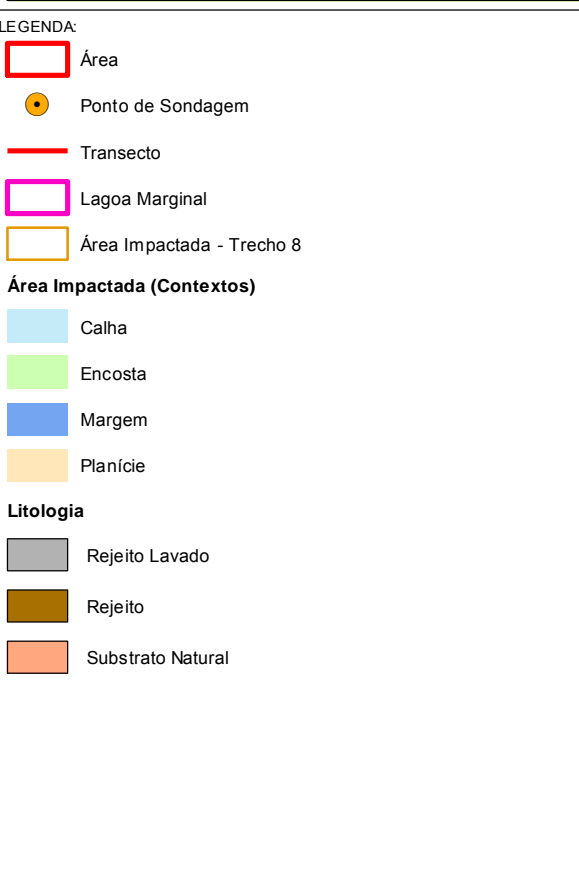 LEGENDA:
Área
Ponto de Sondagem
Transecto
Lagoa Marginal
Área Impactada - Trecho 8
Área Impactada (Contextos)
Calha
Encosta
Margem
Planície
Litologia
Rejeito Lavado
Rejeito
Substrato Natural